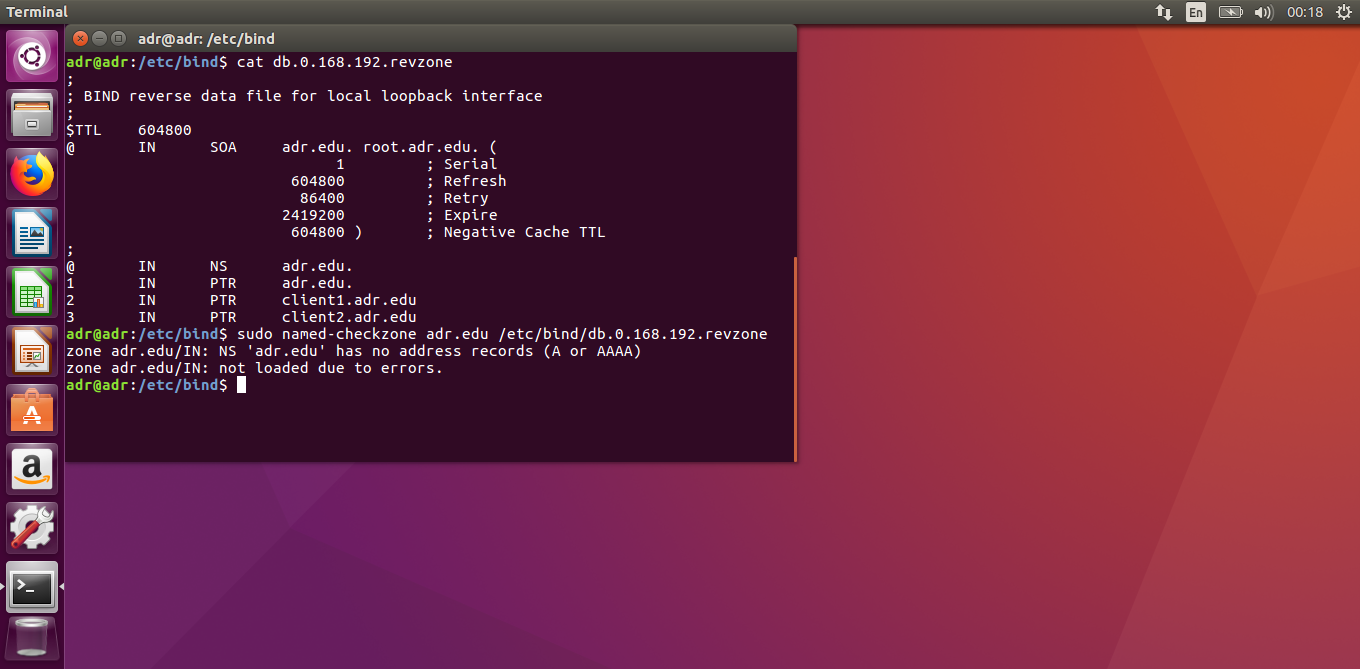 Terminal
En
00:18
adr@adr: /etc/bind
adr@adr:/etc/bind$ cat db.0.168.192.revzone
;
; BIND reverse data file for local loopback interface
;
$TTL    604800
@       IN      SOA     adr.edu. root.adr.edu. (
                              1         ; Serial
                         604800         ; Refresh
                          86400         ; Retry
                        2419200         ; Expire
                         604800 )       ; Negative Cache TTL
;
@       IN      NS      adr.edu.
1       IN      PTR     adr.edu.
2       IN      PTR     client1.adr.edu
3       IN      PTR     client2.adr.edu
adr@adr:/etc/bind$ sudo named-checkzone adr.edu /etc/bind/db.0.168.192.revzone
zone adr.edu/IN: NS 'adr.edu' has no address records (A or AAAA)
zone adr.edu/IN: not loaded due to errors.
adr@adr:/etc/bind$